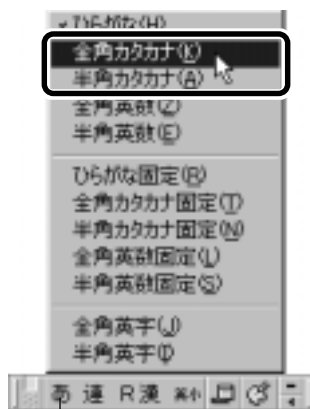 ひらがな(H)
全角カタカナ(K)
半角カタカナ(A)
全角英数(Z)
半角英数(E)
ひらがな固定(R)
全角カタカナ固定(T)
半角カタカナ固定(N)
全角英数固定(L)
半角英数固定(S)
全角英字(J)
半角英字(I)
あ 連 R漢 英小